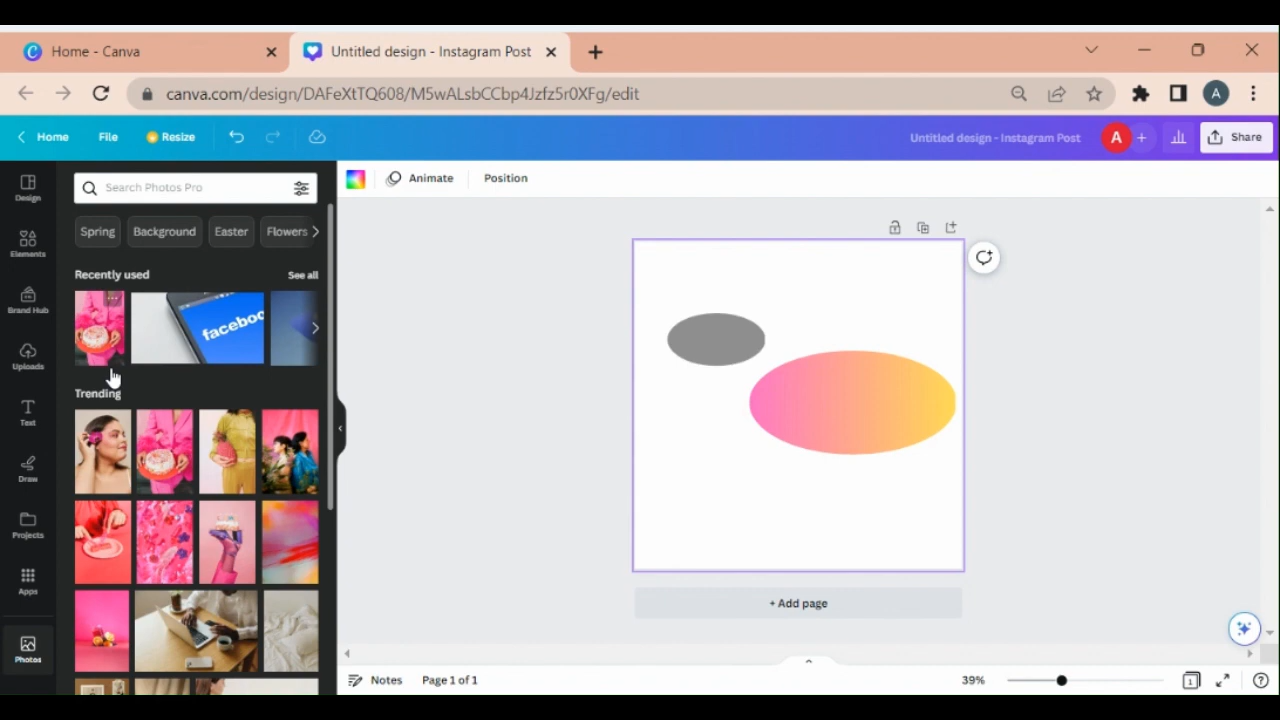 Home - Canva
Untitled design - Instagram Post
canva.com/design/DAFeXtTQ608/M5wALsbCCbp4Jzfz5r0XFg/edit
A
Home
File
Resize
Untitled design - Instagram Post
A
+
Share
Design
Elements
Brand Hub
Uploads
Text
Draw
Projects
Apps
Photos
Search Photos Pro
Spring
Background
Easter
Flowers
Recently used
See all
faceboo
Trending
Animate
Position
+ Add page
Notes
Page 1 of 1
39%
1